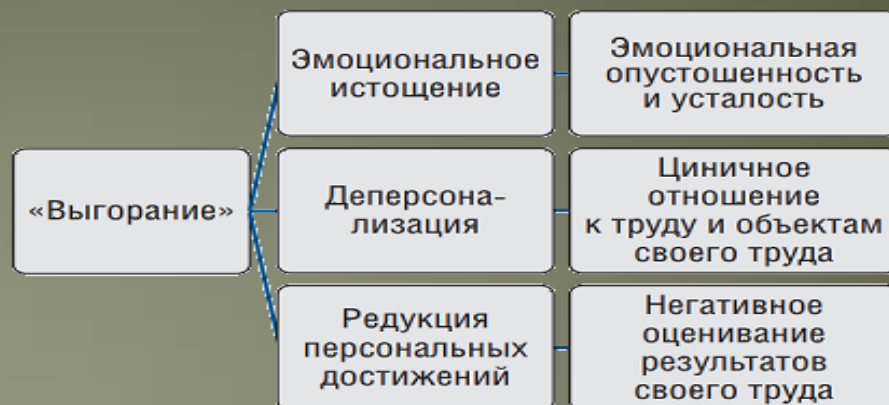 «Выгорание»
Эмоциональное
истощение
Эмоциональная
опустошенность
и усталость
Деперсона-
лизация
Циничное
отношение
к труду и объектам
своего труда
Редукция
персональных
достижений
Негативное
оценивание
результатов
своего труда